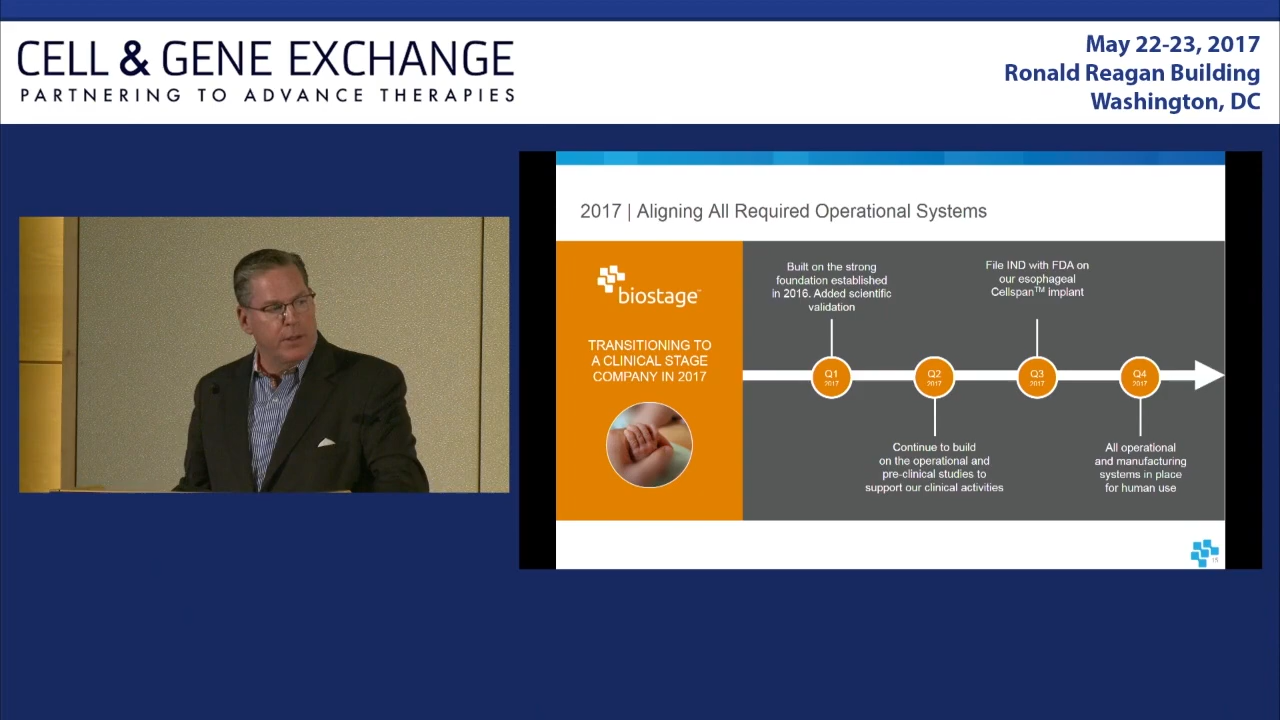 CELL & GENE EXCHANGE
PARTNERING TO ADVANCE THERAPIES
May 22-23, 2017
Ronald Reagan Building
Washington, DC
2017 | Aligning All Required Operational Systems
biostage™
TRANSITIONING TO
A CLINICAL STAGE
COMPANY IN 2017
Built on the strong
foundation established
in 2016. Added scientific
validation
File IND with FDA on
our esophageal
Cellspan™ implant
Q1
2017
Q2
2017
Q3
2017
Q4
2017
Continue to build
on the operational and
pre-clinical studies to
support our clinical activities
All operational
and manufacturing
systems in place
for human use
15